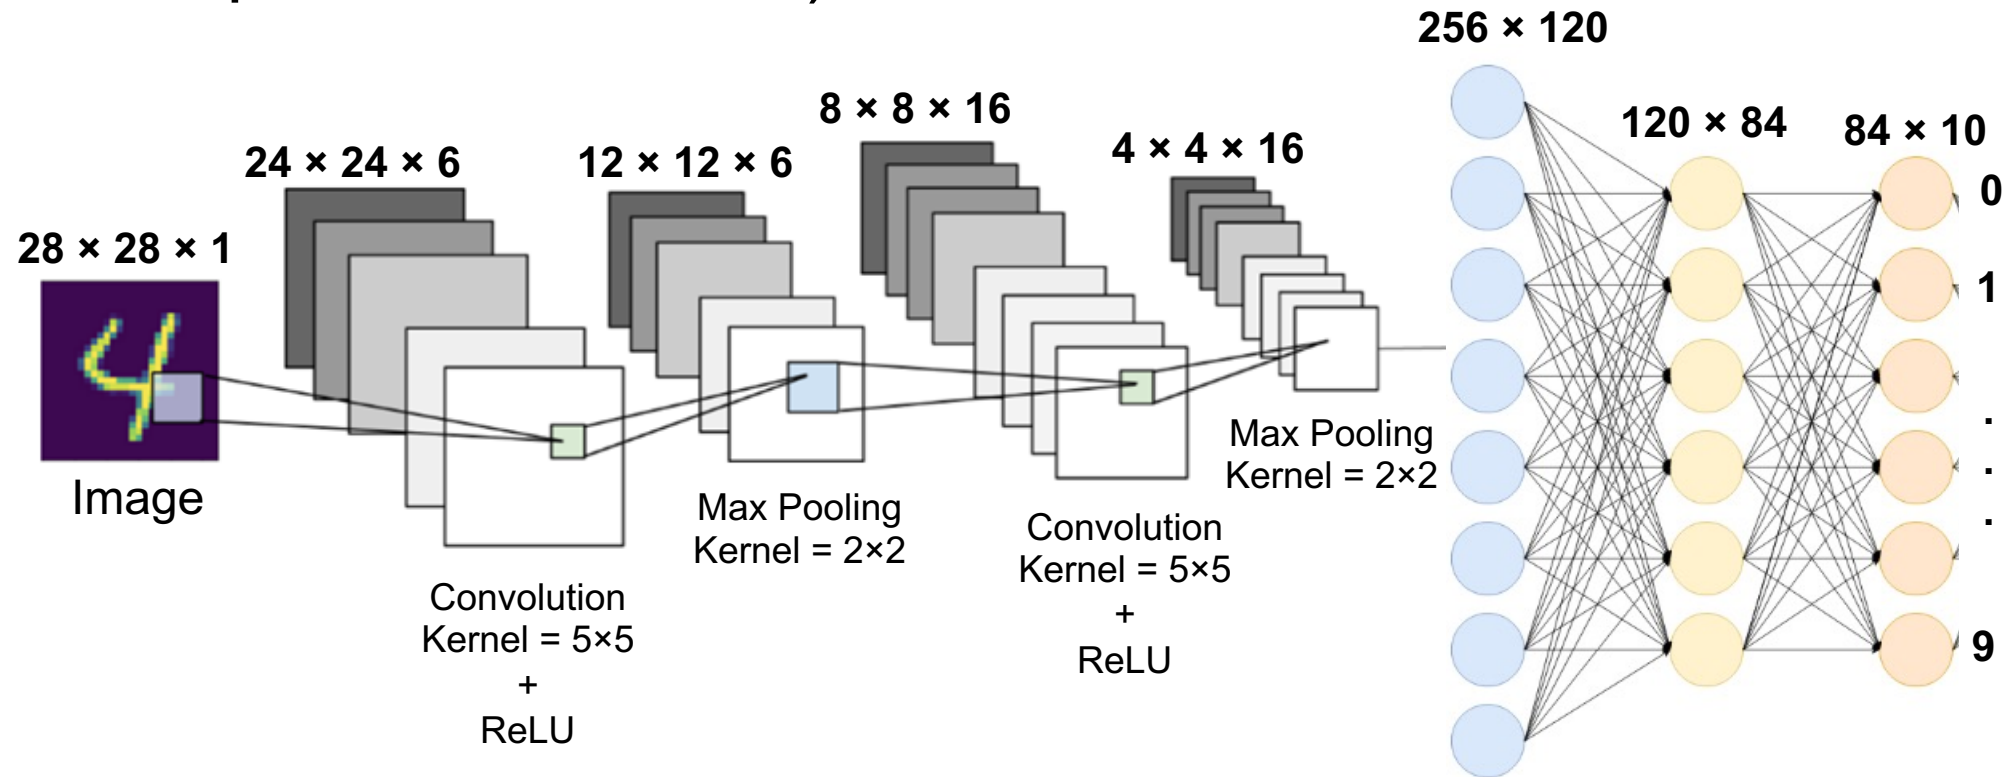 28 × 28 × 1
Image
24 × 24 × 6
Convolution
Kernel = 5×5
+
ReLU
12 × 12 × 6
Max Pooling
Kernel = 2×2
8 × 8 × 16
Convolution
Kernel = 5×5
+
ReLU
4 × 4 × 16
Max Pooling
Kernel = 2×2
256 × 120
120 × 84
84 × 10
0
1
.
.
.
9